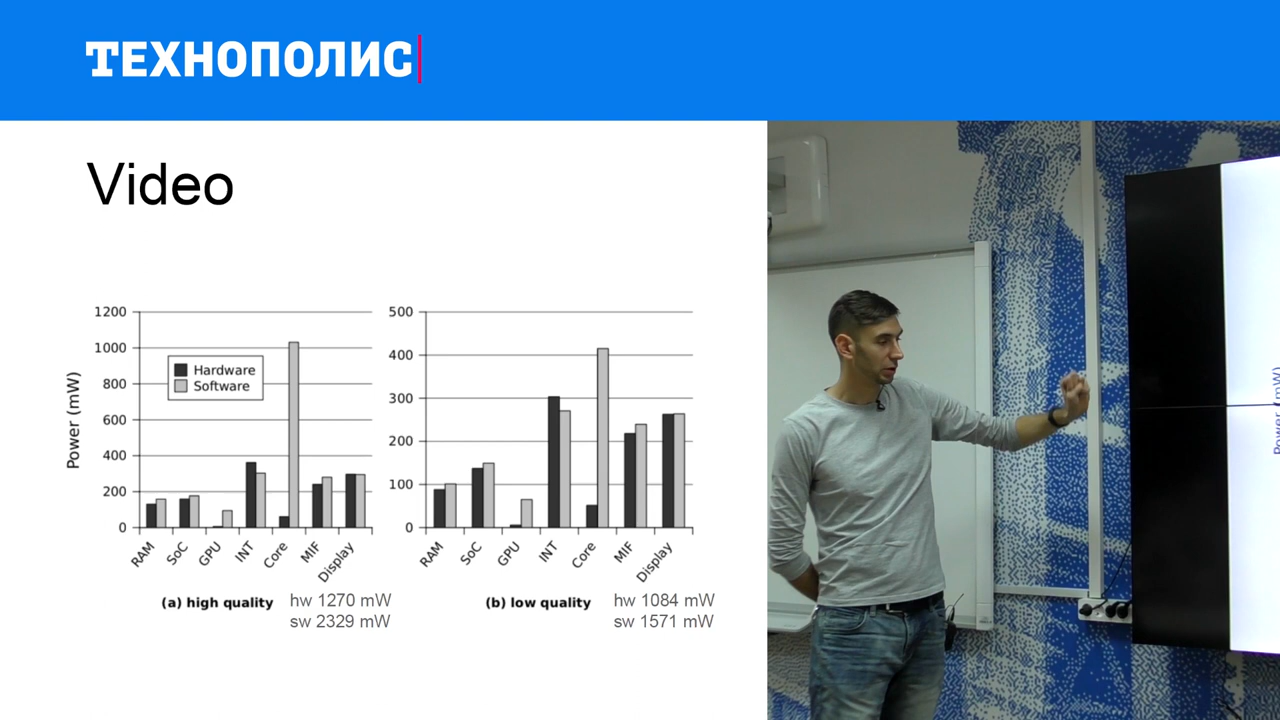 ТЕХНОПОЛИС
Video
Power (mW)
1200
1000
800
600
400
200
0
Hardware
Software
RAM
SoC
GPU
INT
Core
MIF
Display
(a) high quality
hw 1270 mW
sw 2329 mW
500
400
300
200
100
0
RAM
SoC
GPU
INT
Core
MIF
Display
(b) low quality
hw 1084 mW
sw 1571 mW
Power (mW)